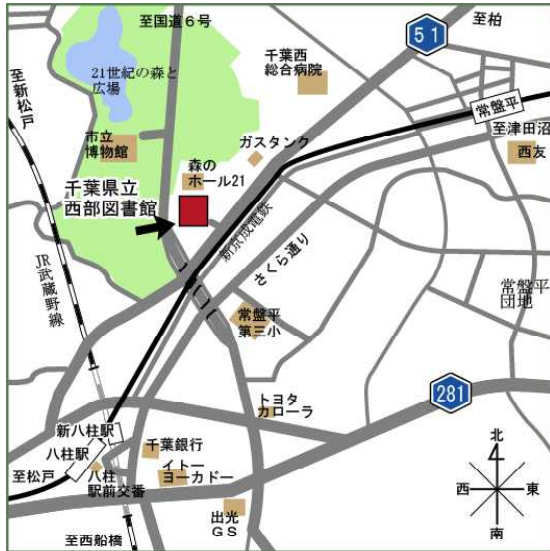 至国道6号
至柏
51
千葉西
総合病院
21世紀の森と
広場
至新松戸
常盤平
至津田沼
西友
ガスタンク
市立
博物館
森の
ホール21
千葉県立
西部図書館
新京成電鉄
さくら通り
JR武蔵野線
常盤平
団地
常盤平
第三小
281
トヨタ
カローラ
新八柱駅
八柱駅
千葉銀行
至松戸
八柱
駅前交番
イトー
ヨーカドー
出光
GS
至西船橋
北
西
東
南